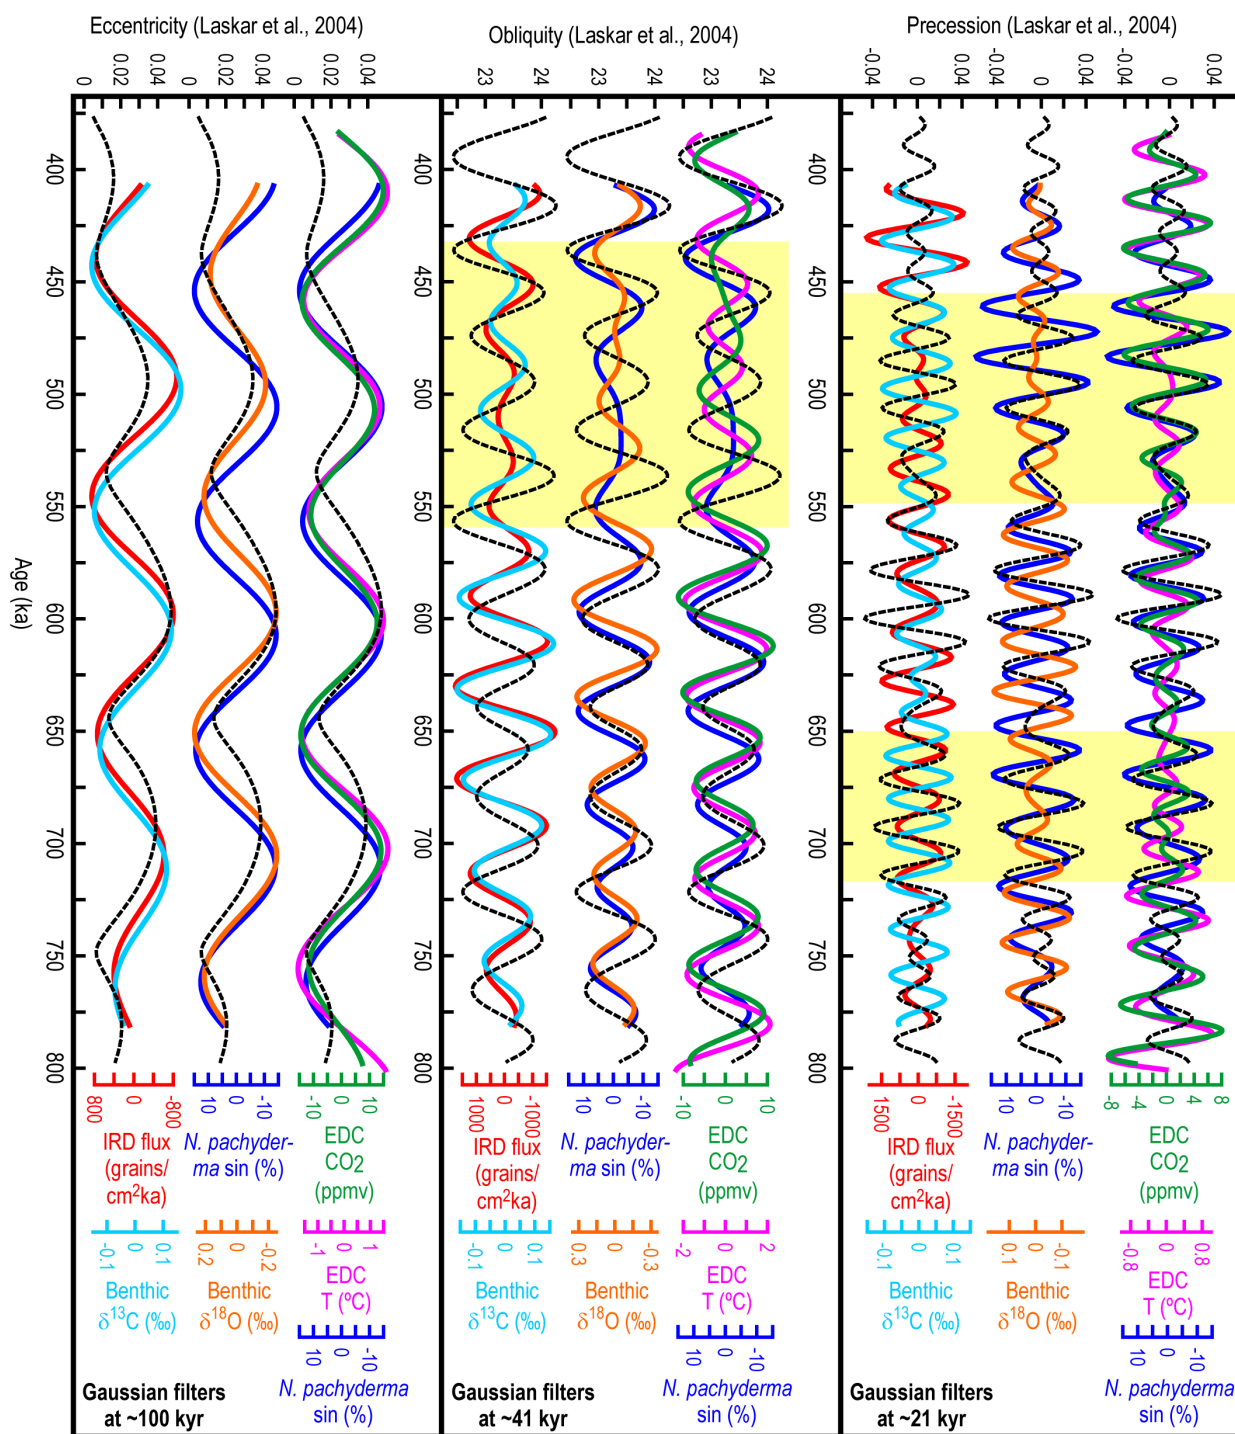 Eccentricity (Laskar et al., 2004)
0 0.02 0.04
0 0.02 0.04
0 0.02 0.04
Obliquity (Laskar et al., 2004)
23 24
23 24
23 24
Precession (Laskar et al., 2004)
-0.04 0 0.04
-0.04 0 0.04
-0.04 0 0.04
Age (ka)
400 400 400
450 450 450
500 500 500
550 550 550
600 600 600
650 650 650
700 700 700
750 750 750
800 800 800
800 0 -800
IRD flux
(grains/
cm²ka)
10 0 -10
N. pachyder-
ma sin (%)
-10 0 10
EDC
CO2
(ppmv)
-0.1 0 0.1
Benthic
δ¹³C (‰)
0.2 0 -0.2
Benthic
δ¹⁸O (‰)
-1 0 1
EDC
T (ºC)
10 0 -10
N. pachyderma
sin (%)
Gaussian filters
at ~100 kyr
1000 0 -1000
IRD flux
(grains/
cm²ka)
10 0 -10
N. pachyder-
ma sin (%)
-10 0 10
EDC
CO2
(ppmv)
-0.1 0 0.1
Benthic
δ¹³C (‰)
0.3 0 -0.3
Benthic
δ¹⁸O (‰)
-2 0 2
EDC
T (ºC)
10 0 -10
N. pachyderma
sin (%)
Gaussian filters
at ~41 kyr
1500 0 -1500
IRD flux
(grains/
cm²ka)
10 0 -10
N. pachyder-
ma sin (%)
-8 -4 0 4 8
EDC
CO2
(ppmv)
-0.1 0 0.1
Benthic
δ¹³C (‰)
0.1 0 -0.1
Benthic
δ¹⁸O (‰)
-0.8 0 0.8
EDC
T (ºC)
10 0 -10
N. pachyderma
sin (%)
Gaussian filters
at ~21 kyr